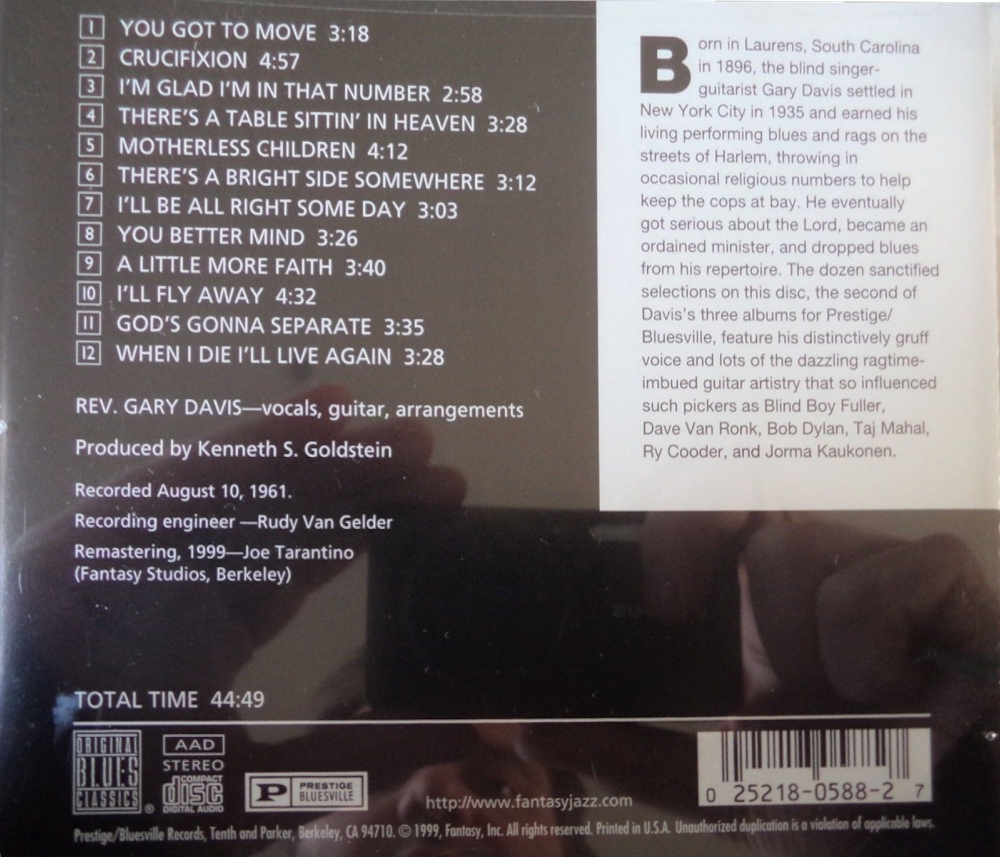 1 YOU GOT TO MOVE 3:18
2 CRUCIFIXION 4:57
3 I'M GLAD I'M IN THAT NUMBER 2:58
4 THERE'S A TABLE SITTIN' IN HEAVEN 3:28
5 MOTHERLESS CHILDREN 4:12
6 THERE'S A BRIGHT SIDE SOMEWHERE 3:12
7 I'LL BE ALL RIGHT SOME DAY 3:03
8 YOU BETTER MIND 3:26
9 A LITTLE MORE FAITH 3:40
10 I'LL FLY AWAY 4:32
11 GOD'S GONNA SEPARATE 3:35
12 WHEN I DIE I'LL LIVE AGAIN 3:28
REV. GARY DAVIS—vocals, guitar, arrangements
Produced by Kenneth S. Goldstein
Recorded August 10, 1961.
Recording engineer —Rudy Van Gelder
Remastering, 1999—Joe Tarantino
(Fantasy Studios, Berkeley)
TOTAL TIME 44:49
Born in Laurens, South Carolina
in 1896, the blind singer-
guitarist Gary Davis settled in
New York City in 1935 and earned his
living performing blues and rags on the
streets of Harlem, throwing in
occasional religious numbers to help
keep the cops at bay. He eventually
got serious about the Lord, became an
ordained minister, and dropped blues
from his repertoire. The dozen sanctified
selections on this disc, the second of
Davis's three albums for Prestige/
Bluesville, feature his distinctively gruff
voice and lots of the dazzling ragtime-
imbued guitar artistry that so influenced
such pickers as Blind Boy Fuller,
Dave Van Ronk, Bob Dylan, Taj Mahal,
Ry Cooder, and Jorma Kaukonen.
ORIGINAL
BLUES
CLASSICS ®
AAD
STEREO
COMPACT
disc
DIGITAL AUDIO
P PRESTIGE
BLUESVILLE
http://www.fantasyjazz.com
0 25218-0588-2 7
Prestige/Bluesville Records, Tenth and Parker, Berkeley, CA 94710. © 1999, Fantasy, Inc. All rights reserved. Printed in U.S.A. Unauthorized duplication is a violation of applicable laws.